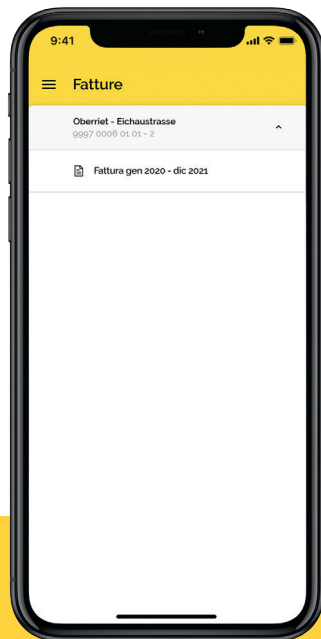 9:41
Fatture
Oberriet - Eichaustrasse
9997 0006 01 01 - 2
Fattura gen 2020 - dic 2021